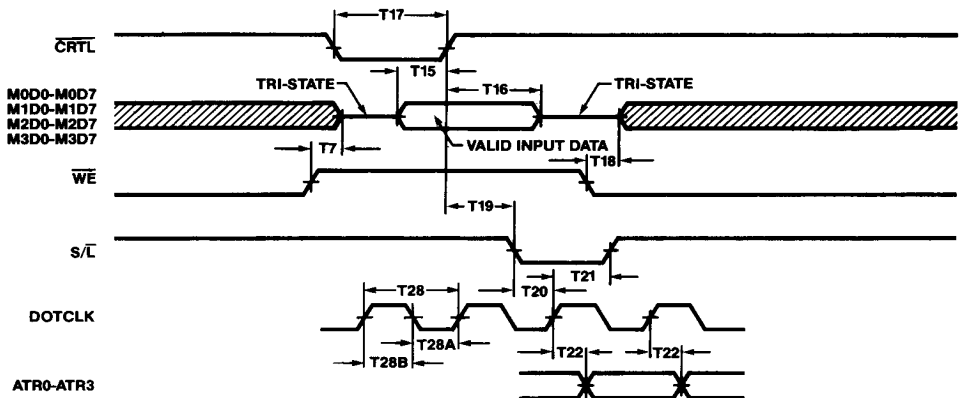 T17
CRTL
T15
M0D0-M0D7
M1D0-M1D7
M2D0-M2D7
M3D0-M3D7
TRI-STATE
T16
TRI-STATE
VALID INPUT DATA
T7
T18
WE
T19
S/L
T20
T21
T28
DOTCLK
T28A
T28B
T22
T22
ATR0-ATR3